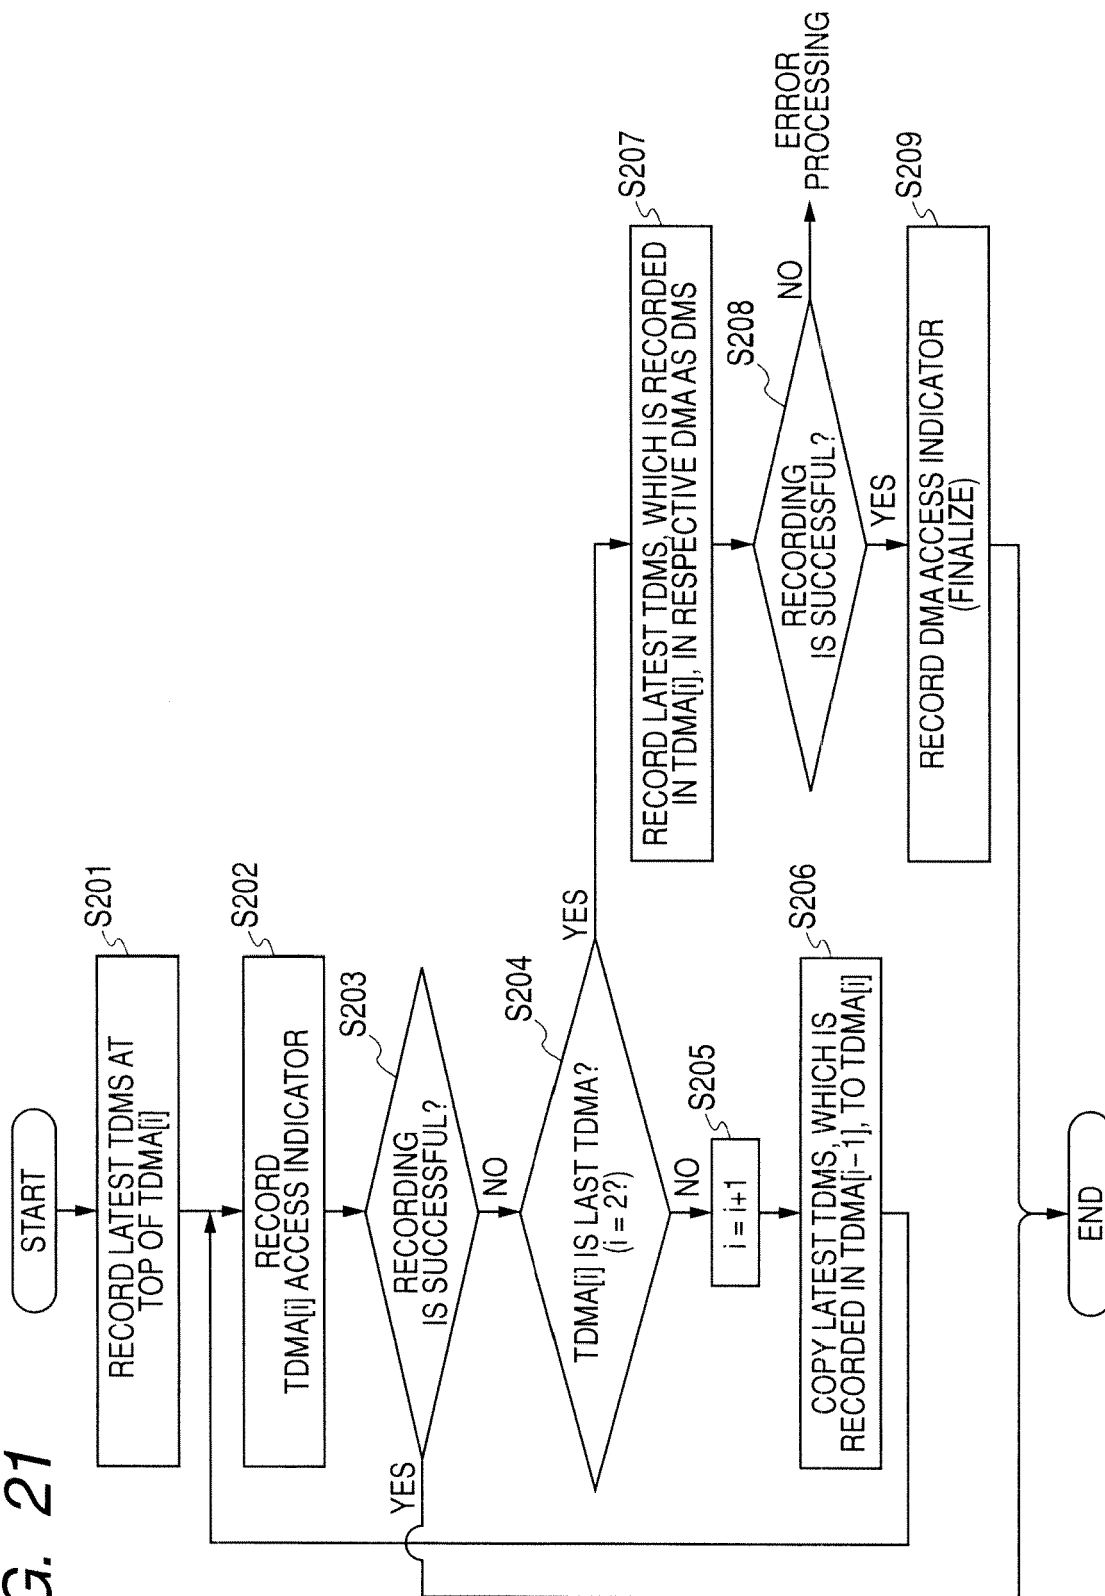 G. 21
START
S201
RECORD LATEST TDMS AT
TOP OF TDMA[i]
S202
RECORD
TDMA[i] ACCESS INDICATOR
S203
RECORDING
IS SUCCESSFUL?
YES
NO
S204
TDMA[i] IS LAST TDMA?
(i = 2?)
YES
NO
S205
i = i+1
S206
COPY LATEST TDMS, WHICH IS
RECORDED IN TDMA[i−1], TO TDMA[i]
S207
RECORD LATEST TDMS, WHICH IS RECORDED
IN TDMA[i], IN RESPECTIVE DMA AS DMS
S208
RECORDING
IS SUCCESSFUL?
NO
ERROR
PROCESSING
YES
S209
RECORD DMA ACCESS INDICATOR
(FINALIZE)
END